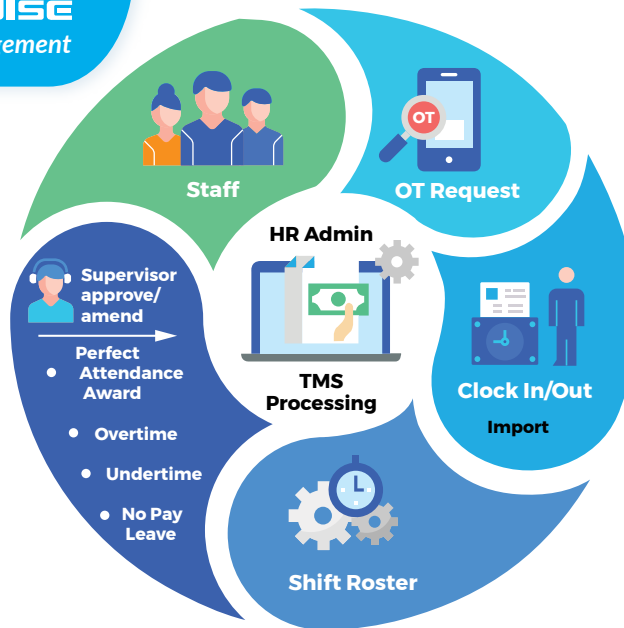 Staff
OT
OT Request
HR Admin
TMS
Processing
Clock In/Out
Import
Shift Roster
Supervisor
approve/
amend
Perfect
Attendance
Award
Overtime
Undertime
No Pay
Leave